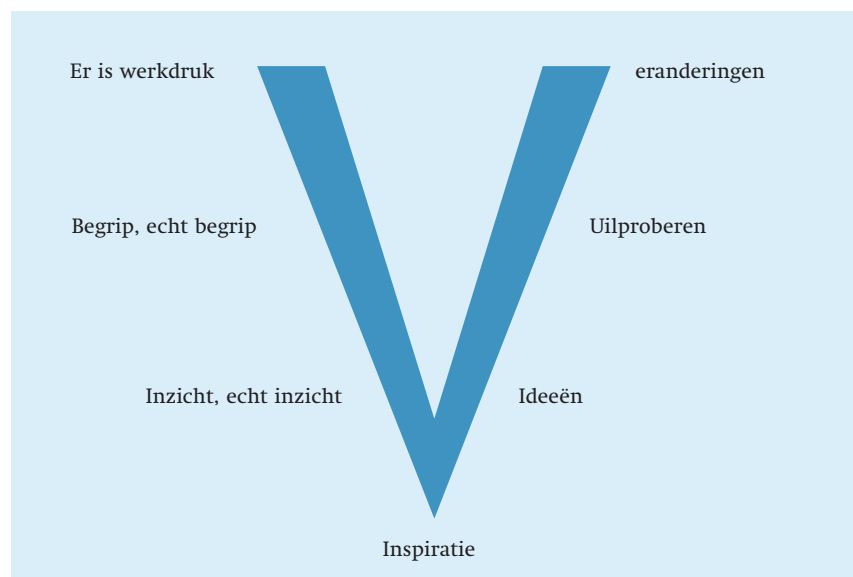 Er is werkdruk
eranderingen
Begrip, echt begrip
Uilproberen
Inzicht, echt inzicht
Ideeën
Inspiratie